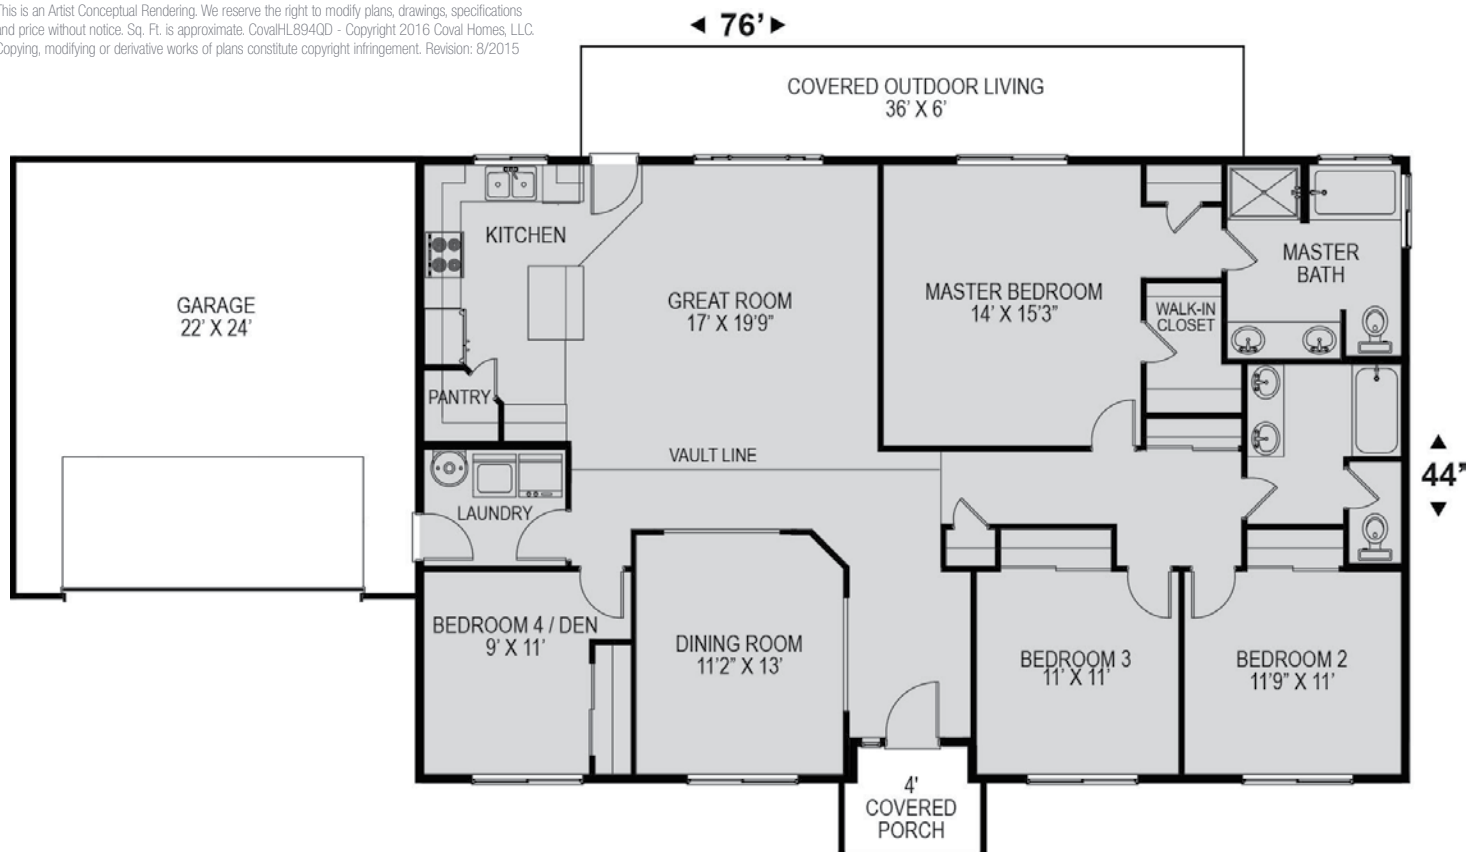 This is an Artist Conceptual Rendering. We reserve the right to modify plans, drawings, specifications
and price without notice. Sq. Ft. is approximate. CovalHL894QD - Copyright 2016 Coval Homes, LLC.
Copying, modifying or derivative works of plans constitute copyright infringement. Revision: 8/2015
76’
COVERED OUTDOOR LIVING
36’ X 6’
KITCHEN
GARAGE
22’ X 24’
GREAT ROOM
17’ X 19’9”
MASTER BEDROOM
14’ X 15’3”
WALK-IN
CLOSET
MASTER
BATH
PANTRY
VAULT LINE
44”
LAUNDRY
BEDROOM 4 / DEN
9’ X 11’
DINING ROOM
11’2” X 13’
BEDROOM 3
11’ X 11’
BEDROOM 2
11’9” X 11’
4'
COVERED
PORCH